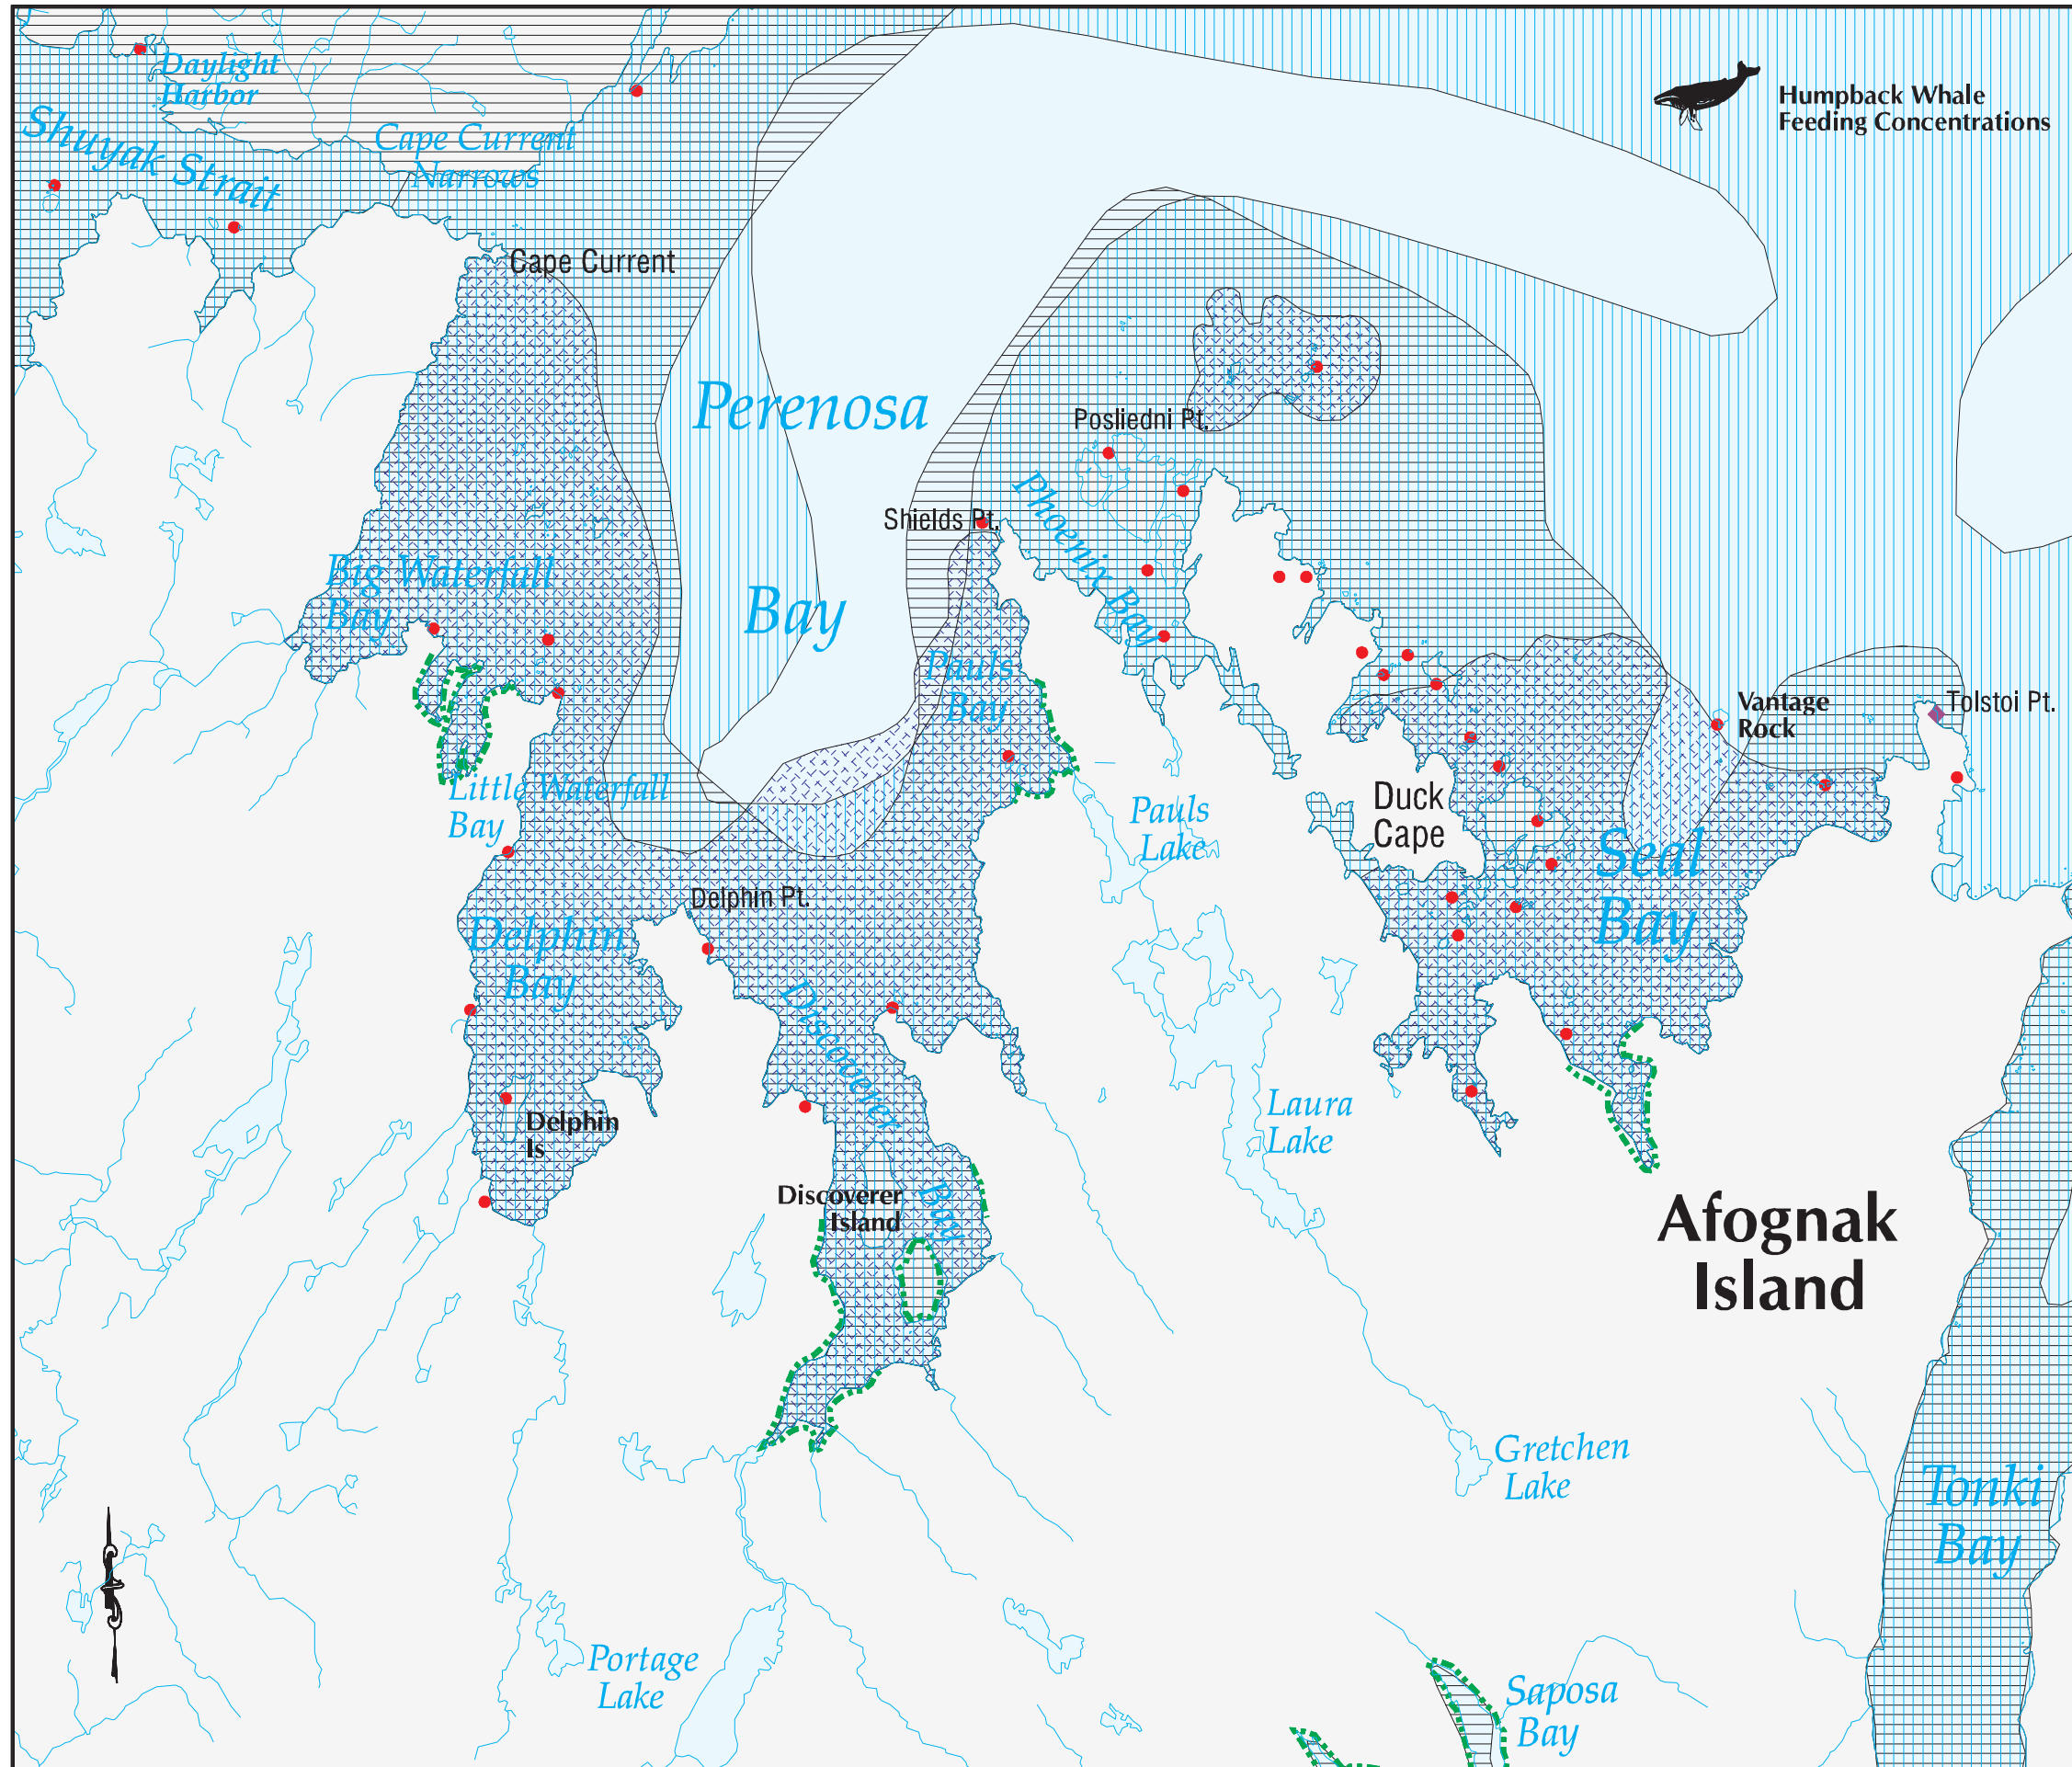 Daylight
Harbor
Humpback Whale
Feeding Concentrations
Shuyak Strait
Cape Current
Narrows
Cape Current
Perenosa
Bay
Posliedni Pt.
Shields Pt.
Phoenix Bay
Big Waterfall
Bay
Pauls
Bay
Vantage
Rock
Tolstoi Pt.
Little Waterfall
Bay
Pauls
Lake
Duck
Cape
Seal
Bay
Delphin Pt.
Delphin
Bay
Discoverer
Bay
Delphin
Is
Laura
Lake
Discoverer
Island
Afognak
Island
Gretchen
Lake
Tonki
Bay
Portage
Lake
Saposa
Bay